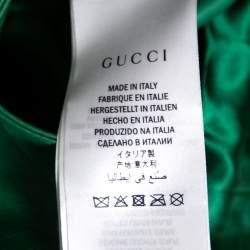 GUCCI
MADE IN ITALY
FABRIQUE EN ITALIE
HERGESTELLT IN ITALIEN
HECHO EN ITALIA
PRODUZIDO NA ITALIA
СДЕЛАНО В ИТАЛИИ
イタリア製
产地 意大利
صنع في ايطاليا